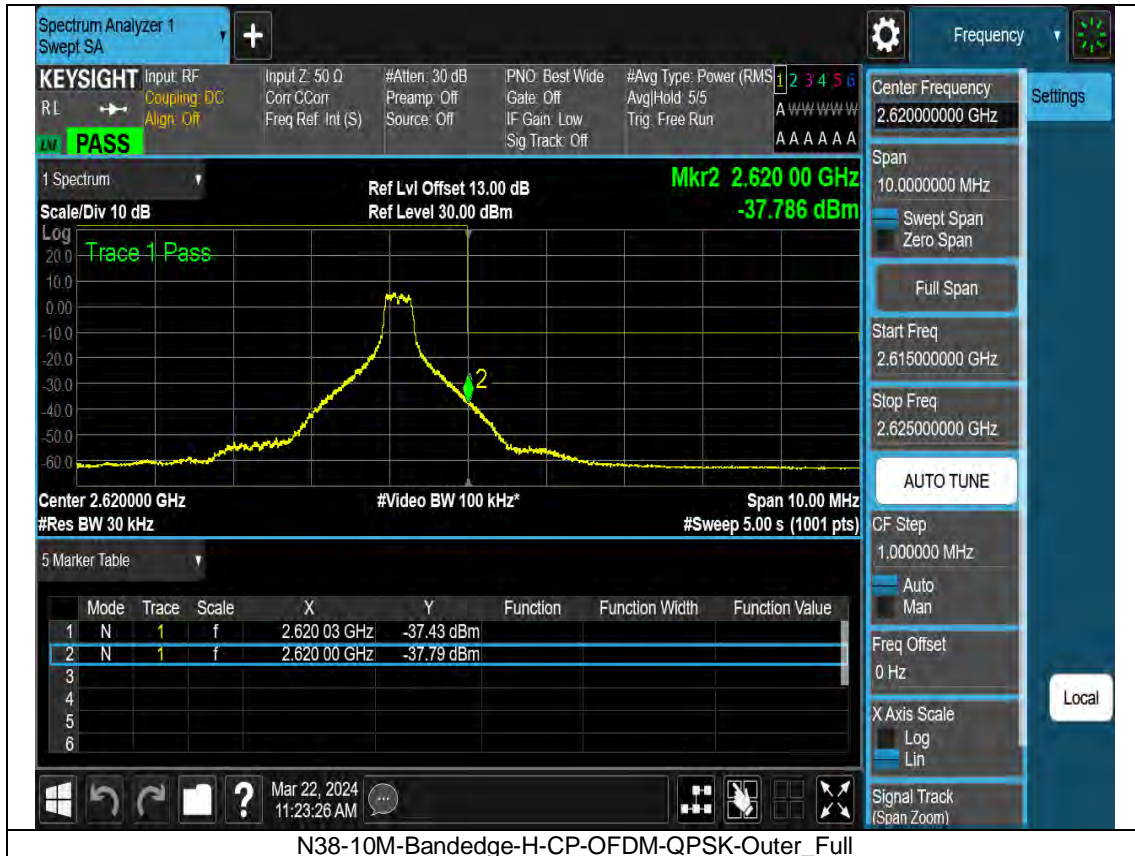 Spectrum Analyzer 1
Swept SA
+
Frequency
KEYSIGHT
Input: RF
Input Z: 50 Ω
#Atten: 30 dB
PNO: Best Wide
#Avg Type: Power (RMS
1 2 3 4 5 6
RL
Coupling: DC
Corr CCorr
Preamp: Off
Gate: Off
Avg|Hold: 5/5
A W W W W W
Align: Off
Freq Ref: Int (S)
Source: Off
IF Gain: Low
Trig: Free Run
PASS
Sig Track: Off
A A A A A A
1 Spectrum
Ref Lvl Offset 13.00 dB
Mkr2 2.620 00 GHz
Scale/Div 10 dB
Ref Level 30.00 dBm
-37.786 dBm
Log
Trace 1 Pass
20.0
10.0
0.00
-10.0
-20.0
-30.0
-40.0
-50.0
-60.0
2
Center 2.620000 GHz
#Video BW 100 kHz*
Span 10.00 MHz
#Res BW 30 kHz
#Sweep 5.00 s (1001 pts)
5 Marker Table
Mode Trace Scale X Y Function Function Width Function Value
1 N 1 f 2.620 03 GHz -37.43 dBm
2 N 1 f 2.620 00 GHz -37.79 dBm
3
4
5
6
Mar 22, 2024
11:23:26 AM
Center Frequency
2.620000000 GHz
Settings
Span
10.0000000 MHz
Swept Span
Zero Span
Full Span
Start Freq
2.615000000 GHz
Stop Freq
2.625000000 GHz
AUTO TUNE
CF Step
1.000000 MHz
Auto
Man
Freq Offset
0 Hz
Local
X Axis Scale
Log
Lin
Signal Track
(Span Zoom)
N38-10M-Bandedge-H-CP-OFDM-QPSK-Outer_Full